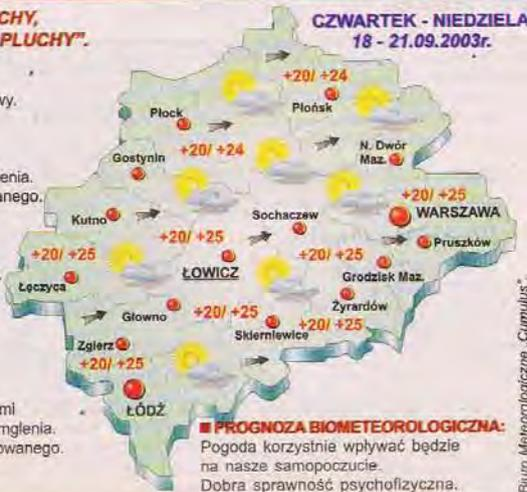 CHY,
PLUCHY”.
wy.
enia.
anego.
mi
mglenia.
owanego.
CZWARTEK - NIEDZIELA
18 - 21.09.2003r.
+20/ +24
Płońsk
Płock
+20/ +24
N. Dwór
Maz.
Gostynin
+20/ +25
WARSZAWA
Kutno
Sochaczew
Pruszków
+20/ +25
+20/ +25
+20/ +25
ŁOWICZ
Łęczyca
Grodzisk Maz.
Żyrardów
Głowno
+20/ +25
+20/ +25
Skierniewice
Zgierz
+20/ +25
ŁÓDŹ
PROGNOZA BIOMETEOROLOGICZNA:
Pogoda korzystnie wpływać będzie
na nasze samopoczucie.
Dobra sprawność psychofizyczna.
Biuro Meteorologiczne „Cumulus”.